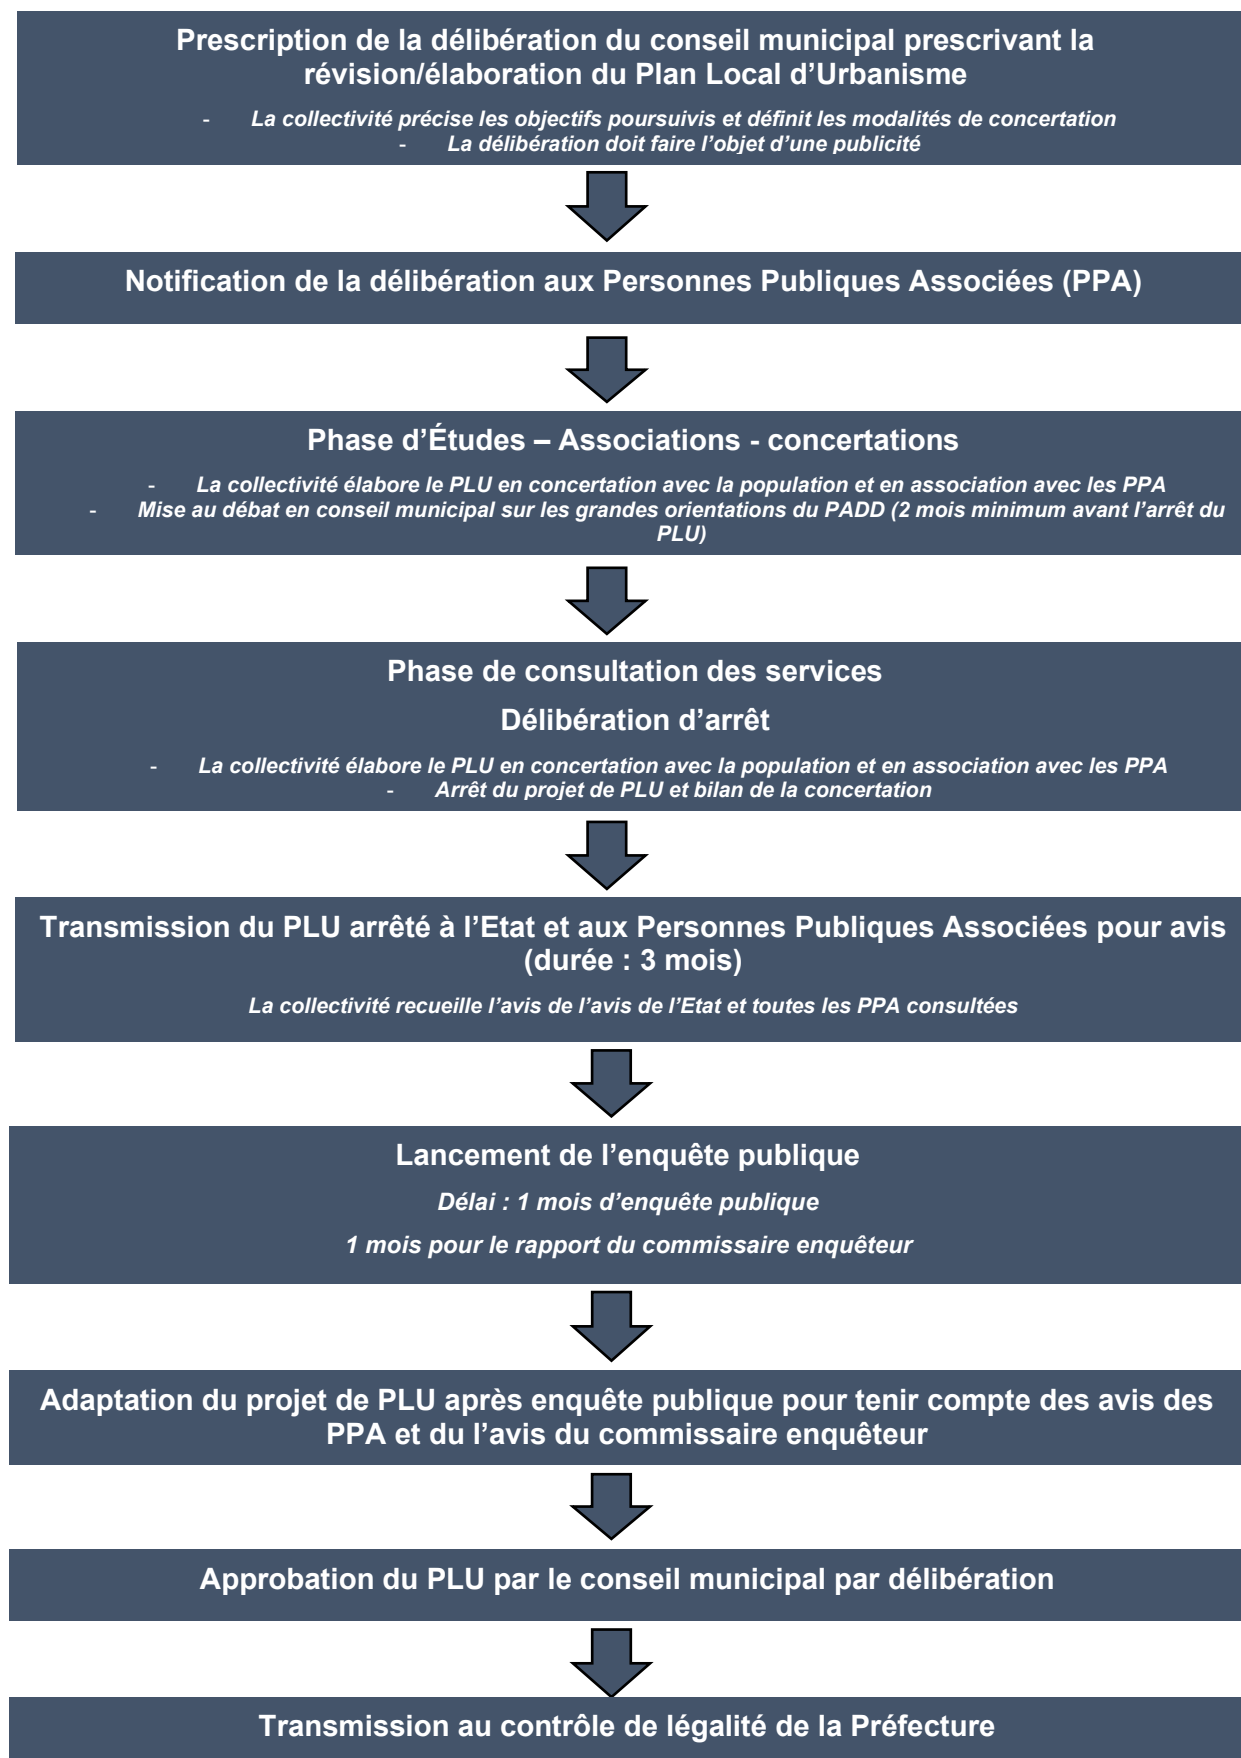 Prescription de la délibération du conseil municipal prescrivant la
révision/élaboration du Plan Local d’Urbanisme
- La collectivité précise les objectifs poursuivis et définit les modalités de concertation
- La délibération doit faire l’objet d’une publicité
Notification de la délibération aux Personnes Publiques Associées (PPA)
Phase d’Études – Associations - concertations
- La collectivité élabore le PLU en concertation avec la population et en association avec les PPA
- Mise au débat en conseil municipal sur les grandes orientations du PADD (2 mois minimum avant l’arrêt du
PLU)
Phase de consultation des services
Délibération d’arrêt
- La collectivité élabore le PLU en concertation avec la population et en association avec les PPA
- Arrêt du projet de PLU et bilan de la concertation
Transmission du PLU arrêté à l’Etat et aux Personnes Publiques Associées pour avis
(durée : 3 mois)
La collectivité recueille l’avis de l’avis de l’Etat et toutes les PPA consultées
Lancement de l’enquête publique
Délai : 1 mois d’enquête publique
1 mois pour le rapport du commissaire enquêteur
Adaptation du projet de PLU après enquête publique pour tenir compte des avis des
PPA et du l’avis du commissaire enquêteur
Approbation du PLU par le conseil municipal par délibération
Transmission au contrôle de légalité de la Préfecture